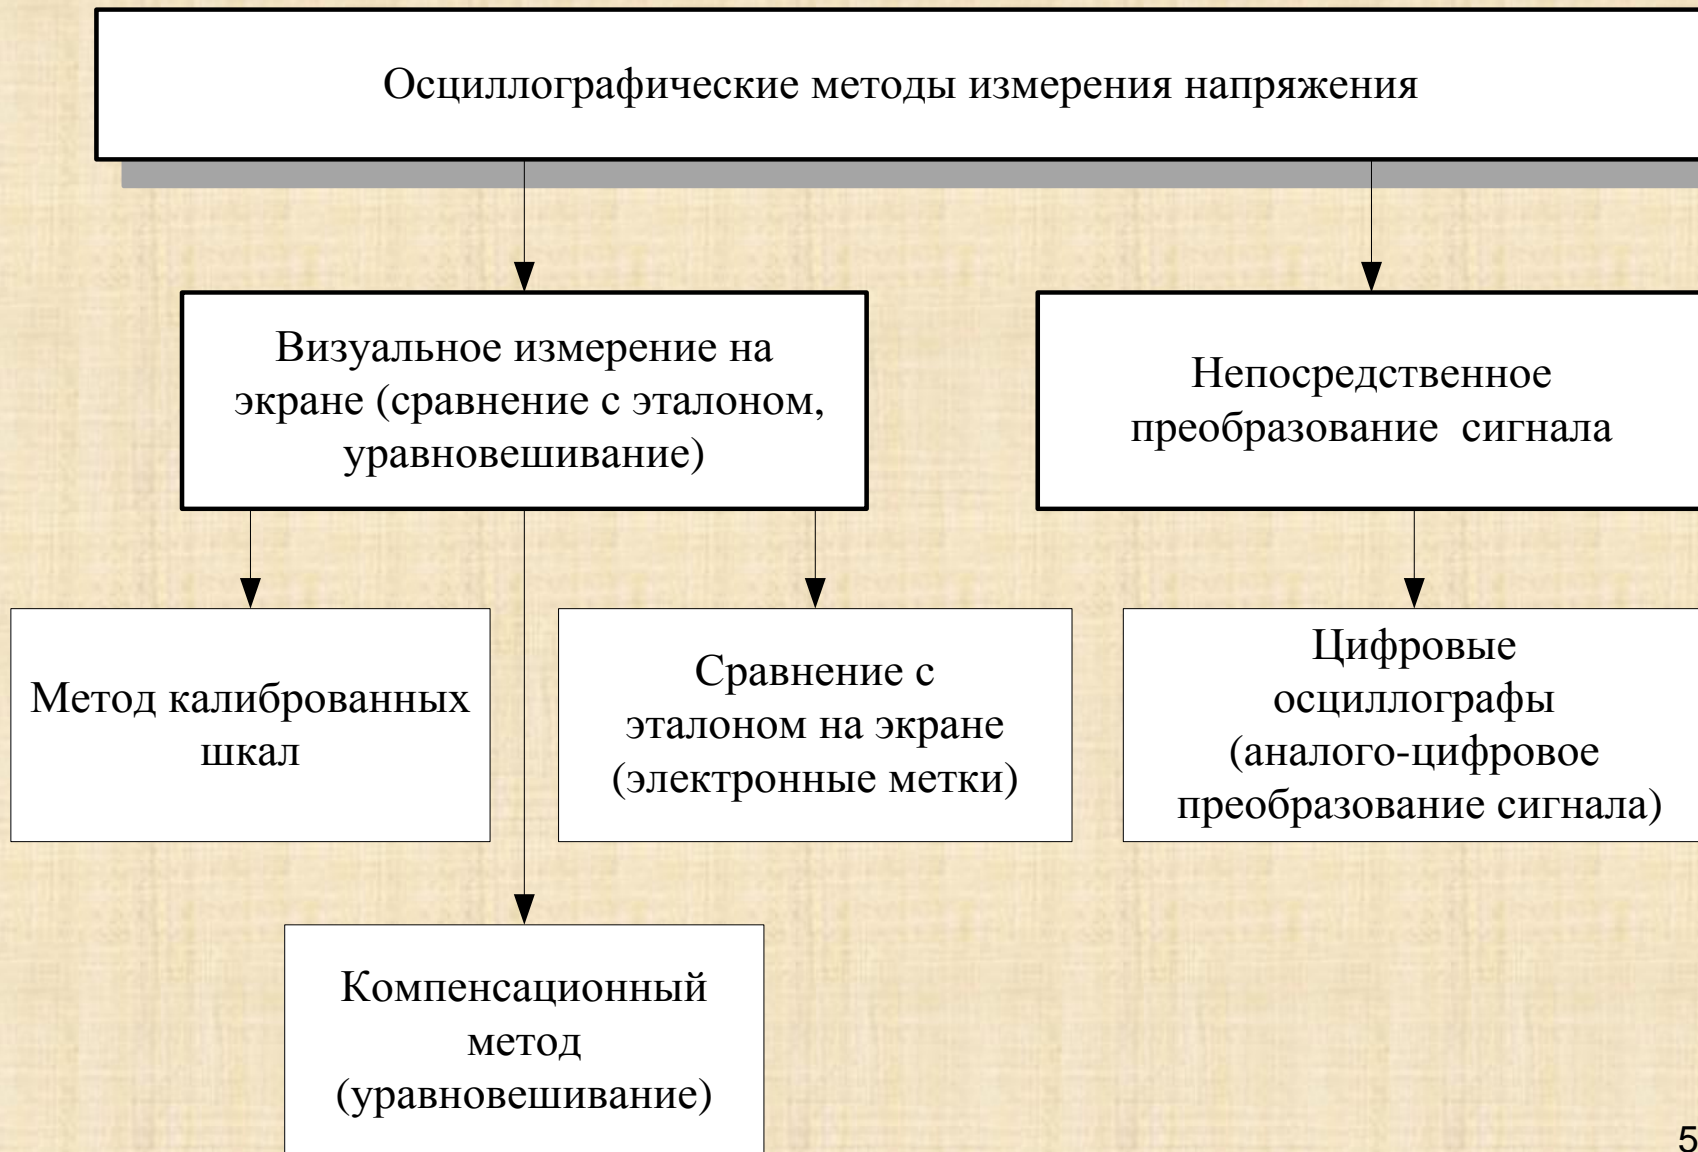 Осциллографические методы измерения напряжения
Визуальное измерение на
экране (сравнение с эталоном,
уравновешивание)
Непосредственное
преобразование сигнала
Метод калиброванных
шкал
Сравнение с
эталоном на экране
(электронные метки)
Цифровые
осциллографы
(аналого-цифровое
преобразование сигнала)
Компенсационный
метод
(уравновешивание)
5